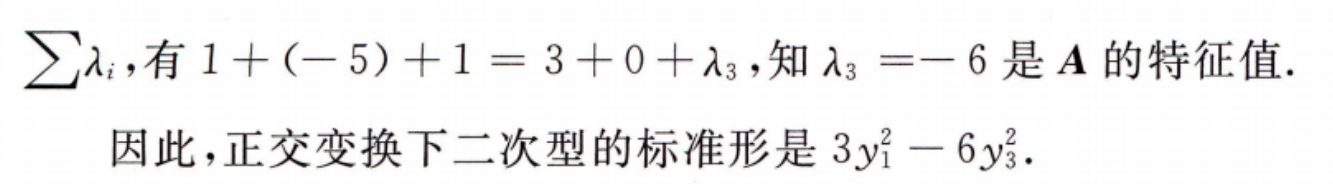 ∑λᵢ,有 1+(−5)+1 = 3+0+λ₃,知 λ₃ =−6 是 A 的特征值.
因此,正交变换下二次型的标准形是 3y₁² − 6y₃².